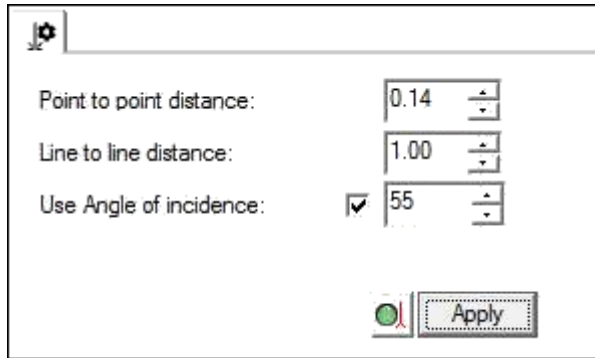 Point to point distance: 0.14
Line to line distance: 1.00
Use Angle of incidence: 55
Apply